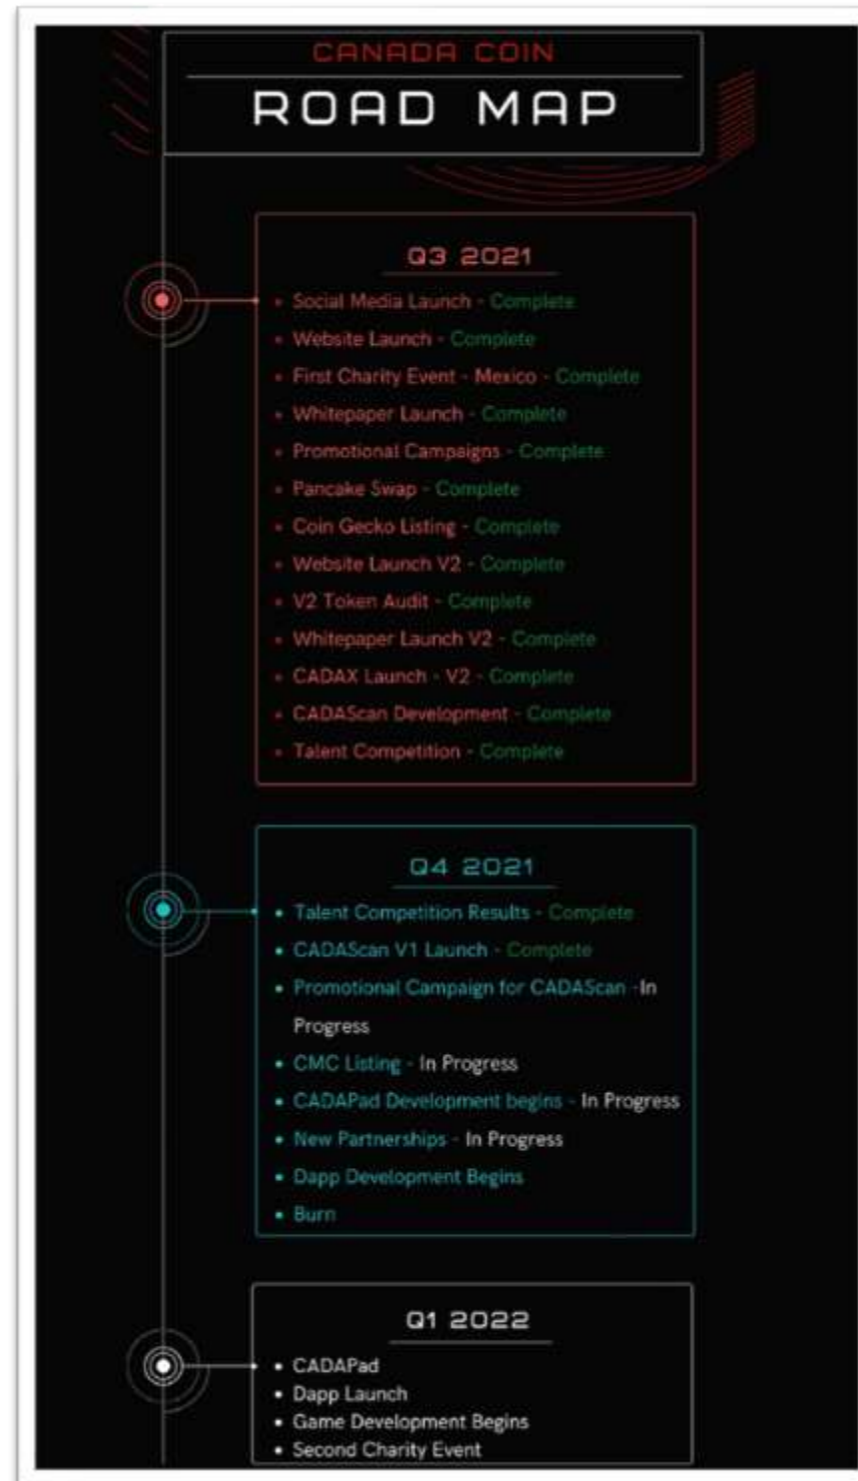 CANADA COIN
ROAD MAP
Q3 2021
• Social Media Launch - Complete
• Website Launch - Complete
• First Charity Event - Mexico - Complete
• Whitepaper Launch - Complete
• Promotional Campaigns - Complete
• Pancake Swap - Complete
• Coin Gecko Listing - Complete
• Website Launch V2 - Complete
• V2 Token Audit - Complete
• Whitepaper Launch V2 - Complete
• CADAX Launch - V2 - Complete
• CADAScan Development - Complete
• Talent Competition - Complete
Q4 2021
• Talent Competition Results - Complete
• CADAScan V1 Launch - Complete
• Promotional Campaign for CADAScan -In
Progress
• CMC Listing - In Progress
• CADAPad Development begins - In Progress
• New Partnerships - In Progress
• Dapp Development Begins
• Burn
Q1 2022
• CADAPad
• Dapp Launch
• Game Development Begins
• Second Charity Event